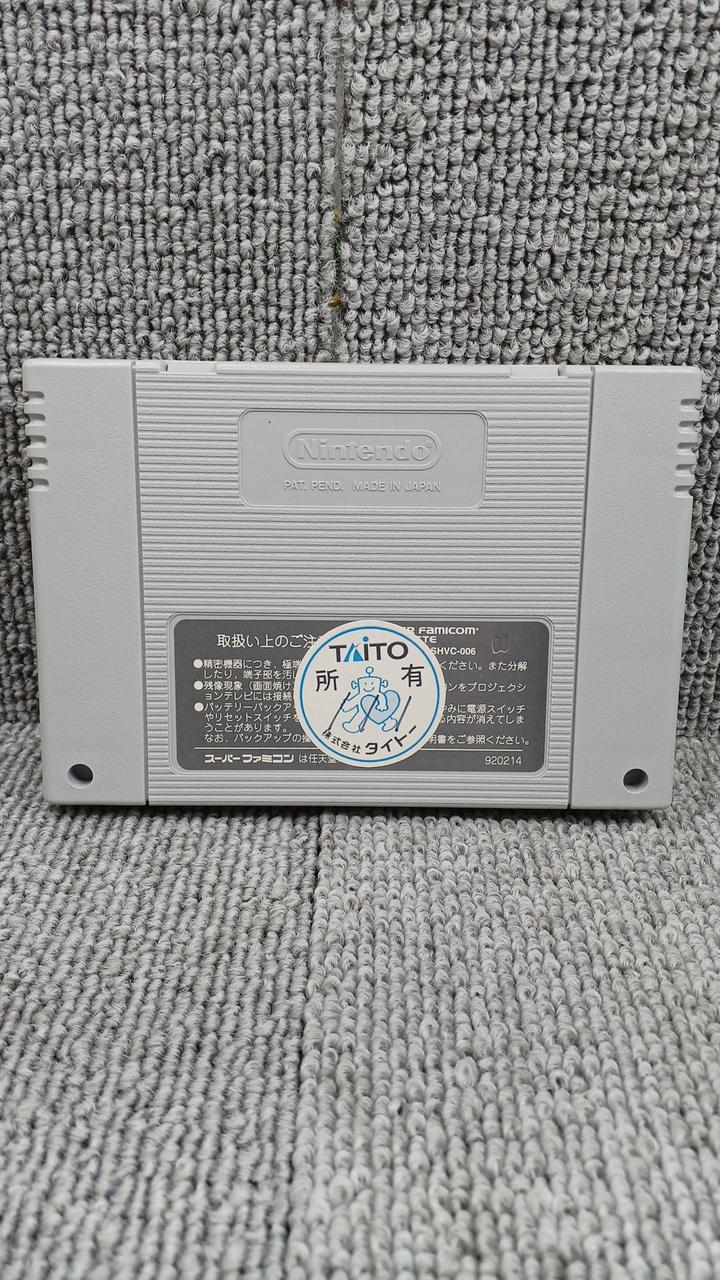 Nintendo®
PAT. PEND. MADE IN JAPAN
FAMICOM
取扱い上のご注
SHVC-006
●精密機器につき、極端
ください。また分解
したり、端子部を汚
●残像現象(画面焼け
ンをプロジェクシ
ョンテレビには接続
●バッテリーバックア
みに電源スイッチ
やリセットスイッチを
る内容が消えてしま
うことがあります。
なお、バックアップの操
明書をご参照ください。
スーパーファミコン は任天
920214
TAITO
所有
株式会社タイトー